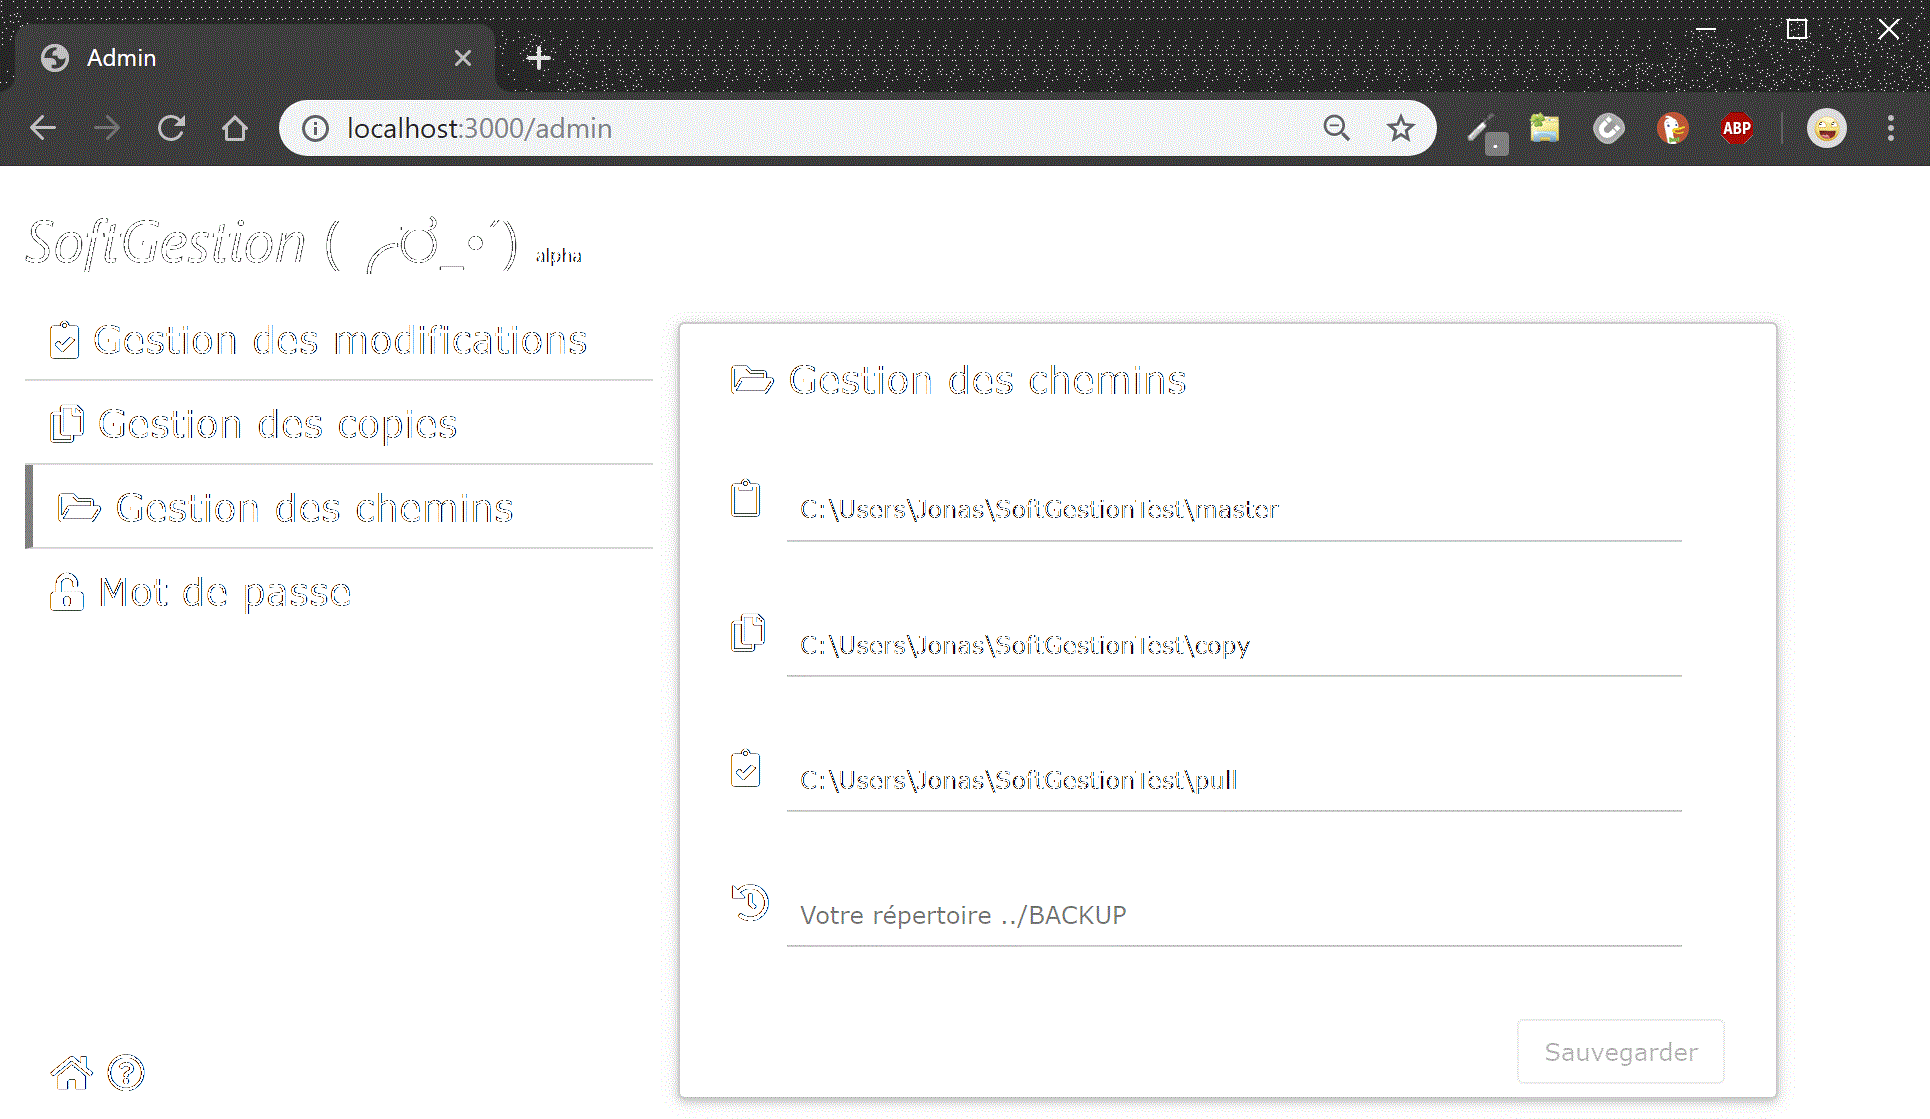 Admin
localhost:3000/admin
ABP
SoftGestion ( ╭ರ_•́) alpha
Gestion des modifications
Gestion des copies
Gestion des chemins
Mot de passe
Gestion des chemins
C:\Users\Jonas\SoftGestionTest\master
C:\Users\Jonas\SoftGestionTest\copy
C:\Users\Jonas\SoftGestionTest\pull
Votre répertoire ../BACKUP
Sauvegarder